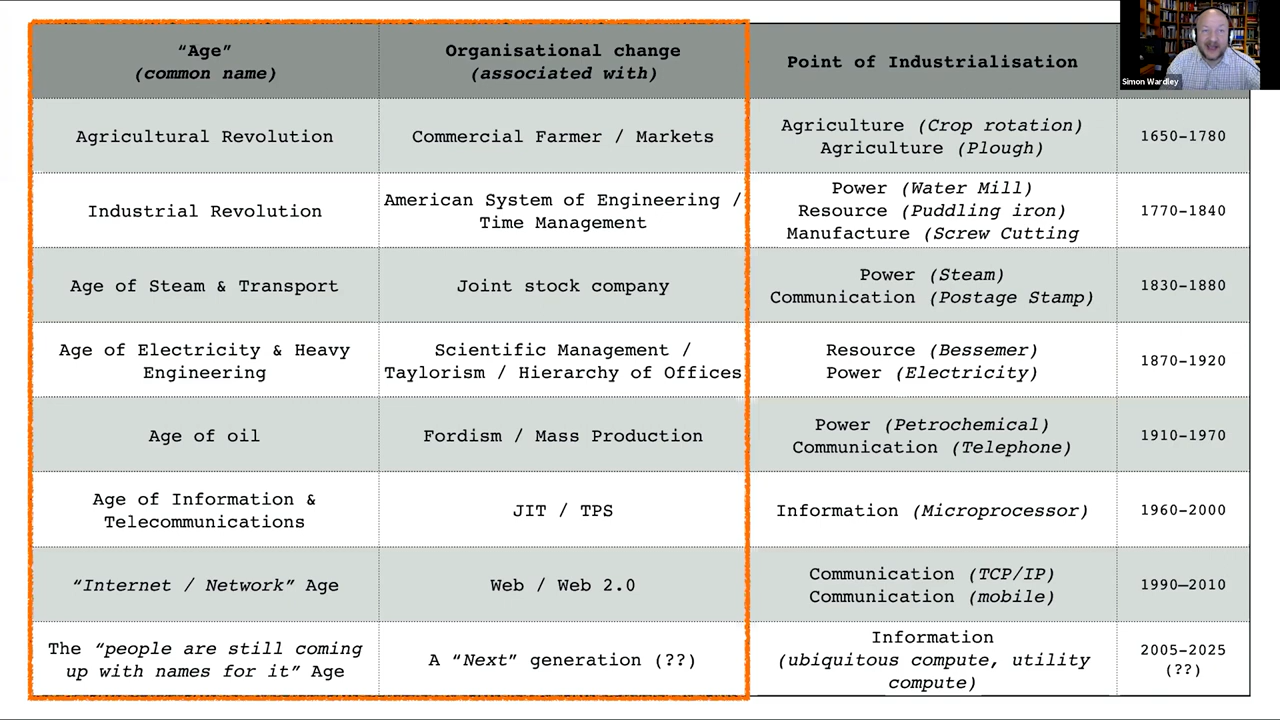 “Age”
(common name)
Organisational change
(associated with)
Point of Industrialisation
Simon Wardley
Agricultural Revolution
Commercial Farmer / Markets
Agriculture (Crop rotation)
Agriculture (Plough)
1650-1780
Industrial Revolution
American System of Engineering /
Time Management
Power (Water Mill)
Resource (Puddling iron)
Manufacture (Screw Cutting
1770-1840
Age of Steam & Transport
Joint stock company
Power (Steam)
Communication (Postage Stamp)
1830-1880
Age of Electricity & Heavy
Engineering
Scientific Management /
Taylorism / Hierarchy of Offices
Resource (Bessemer)
Power (Electricity)
1870-1920
Age of oil
Fordism / Mass Production
Power (Petrochemical)
Communication (Telephone)
1910-1970
Age of Information &
Telecommunications
JIT / TPS
Information (Microprocessor)
1960-2000
“Internet / Network” Age
Web / Web 2.0
Communication (TCP/IP)
Communication (mobile)
1990–2010
The “people are still coming
up with names for it” Age
A “Next” generation (??)
Information
(ubiquitous compute, utility
compute)
2005-2025
(??)